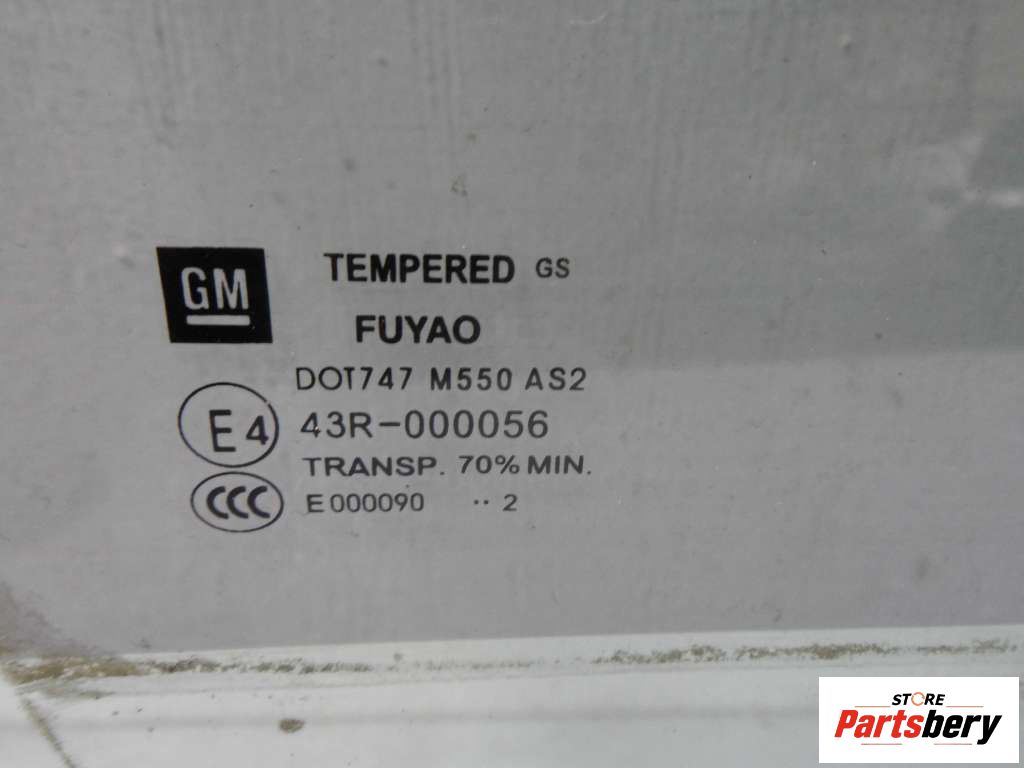 GM
TEMPERED GS
FUYAO
DOT747 M550 AS2
E4 43R-000056
TRANSP. 70% MIN.
CCC E000090 ·· 2
STORE
Partsbery